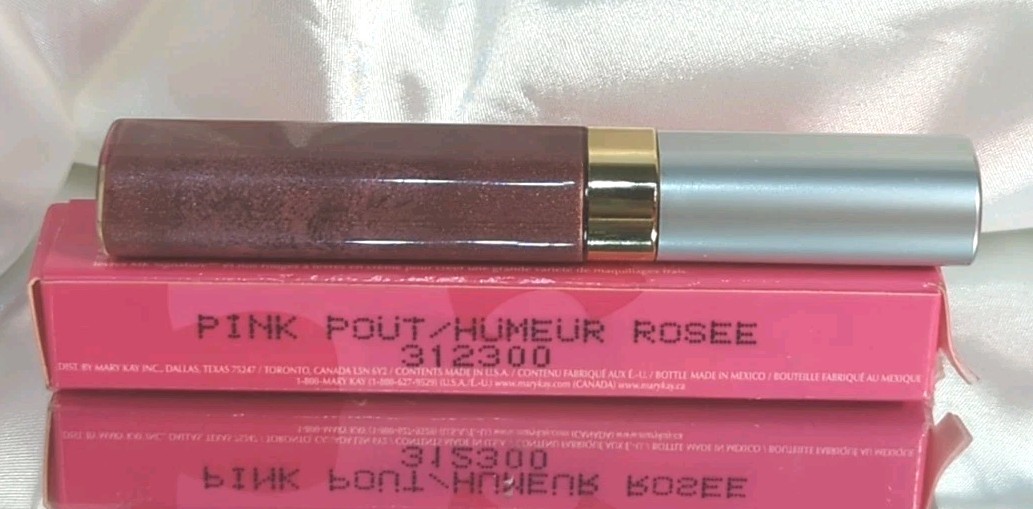 PINK POUT/HUMEUR ROSEE
312300
DIST. BY MARY KAY INC., DALLAS, TEXAS 75247 / TORONTO, CANADA L5N 6V2 / CONTENTS MADE IN U.S.A. / CONTENU FABRIQUÉ AUX É.-U. / BOTTLE MADE IN MEXICO / BOUTEILLE FABRIQUÉ AU MEXIQUE
1-800-MARY KAY (1-800-627-9529) (U.S.A./É.-U.) www.marykay.com (CANADA) www.marykay.ca